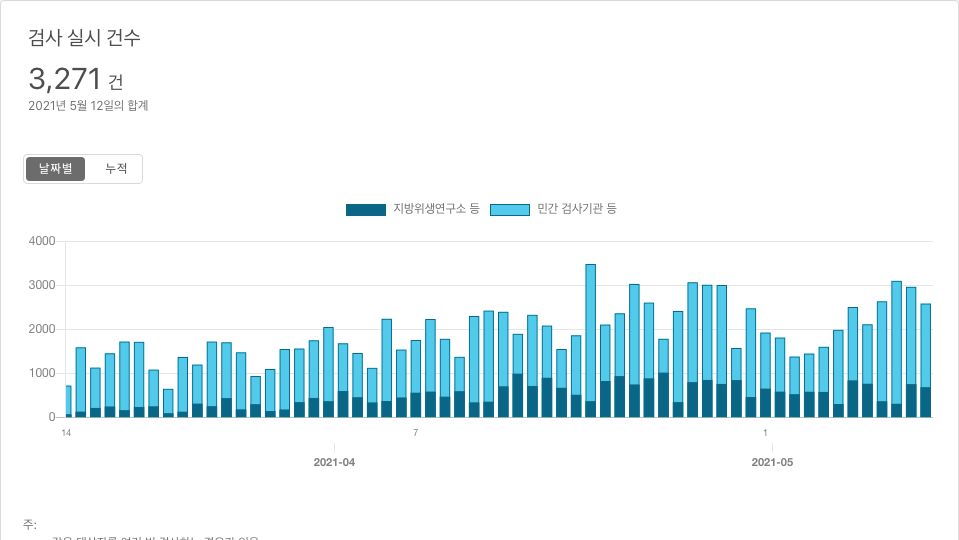 검사 실시 건수
3,271 건
2021년 5월 12일의 합계
날짜별 누적
지방위생연구소 등 민간 검사기관 등
4000
3000
2000
1000
0
14 7 1
2021-04 2021-05
주: